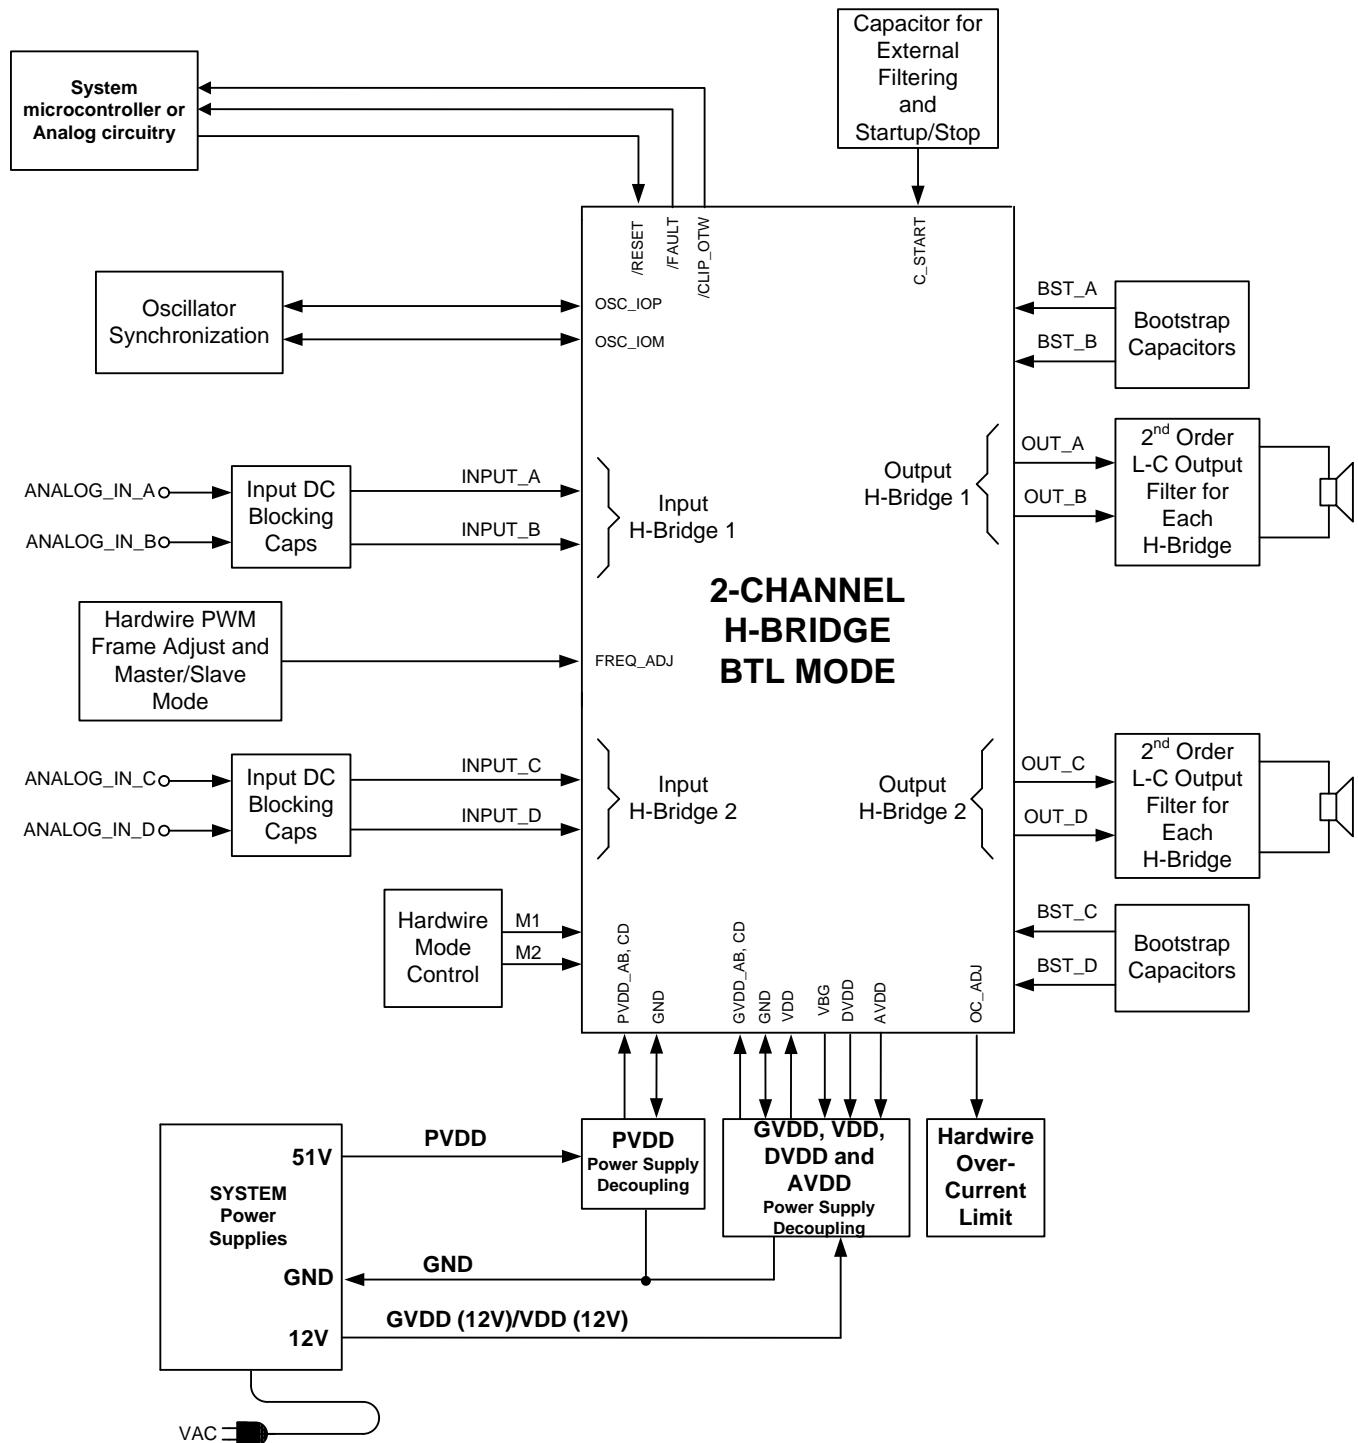 Capacitor for
External
Filtering
and
Startup/Stop
System
microcontroller or
Analog circuitry
/RESET
/FAULT
/CLIP_OTW
C_START
Oscillator
Synchronization
OSC_IOP
OSC_IOM
BST_A
BST_B
Bootstrap
Capacitors
ANALOG_IN_A
ANALOG_IN_B
Input DC
Blocking
Caps
INPUT_A
INPUT_B
Input
H-Bridge 1
Output
H-Bridge 1
OUT_A
OUT_B
2nd Order
L-C Output
Filter for
Each
H-Bridge
2-CHANNEL
H-BRIDGE
BTL MODE
Hardwire PWM
Frame Adjust and
Master/Slave
Mode
FREQ_ADJ
ANALOG_IN_C
ANALOG_IN_D
Input DC
Blocking
Caps
INPUT_C
INPUT_D
Input
H-Bridge 2
Output
H-Bridge 2
OUT_C
OUT_D
2nd Order
L-C Output
Filter for
Each
H-Bridge
Hardwire
Mode
Control
M1
M2
PVDD_AB, CD
GND
GVDD_AB, CD
GND
VDD
VBG
DVDD
AVDD
OC_ADJ
BST_C
BST_D
Bootstrap
Capacitors
SYSTEM
Power
Supplies
51V
GND
12V
PVDD
PVDD
Power Supply
Decoupling
GVDD, VDD,
DVDD and
AVDD
Power Supply
Decoupling
Hardwire
Over-
Current
Limit
GND
GVDD (12V)/VDD (12V)
VAC